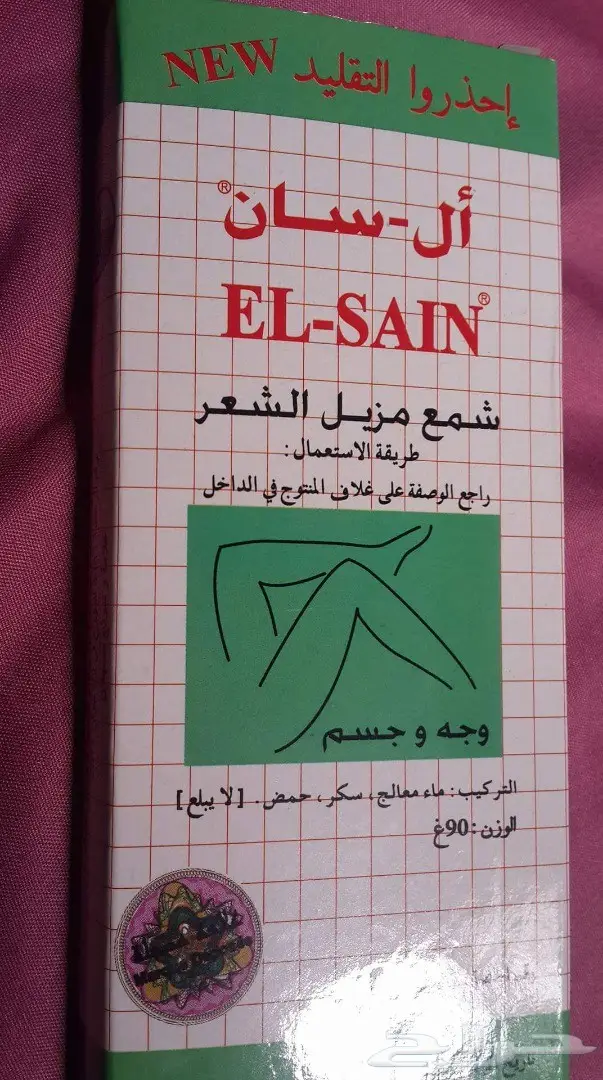 إحذروا التقليد NEW
أل-سان®
EL-SAIN®
شمع مزيل الشعر
طريقة الاستعمال:
راجع الوصفة على غلاف المنتوج في الداخل
وجه و جسم
التركيب: ماء معالج، سكر، حمض. [لا يبلع]
الوزن: 90غ
حراج